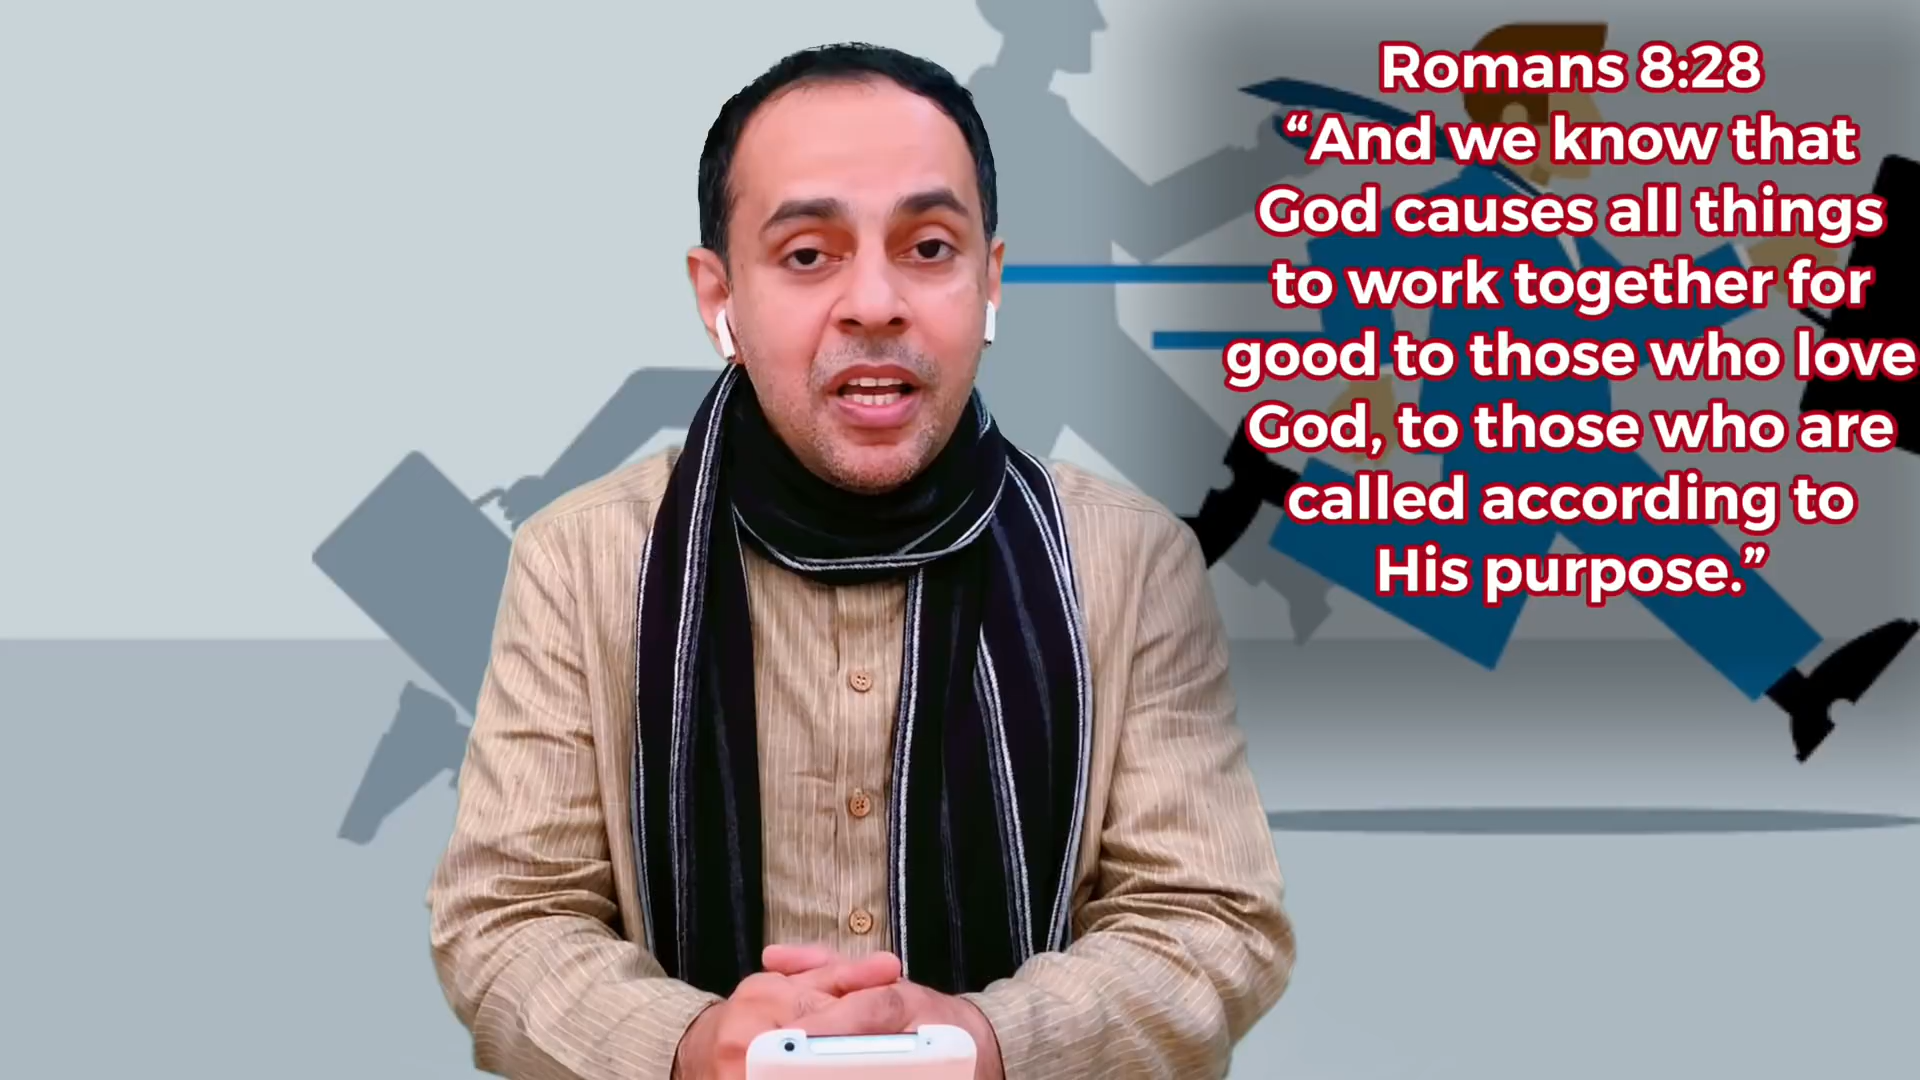 Romans 8:28
“And we know that
God causes all things
to work together for
good to those who love
God, to those who are
called according to
His purpose.”